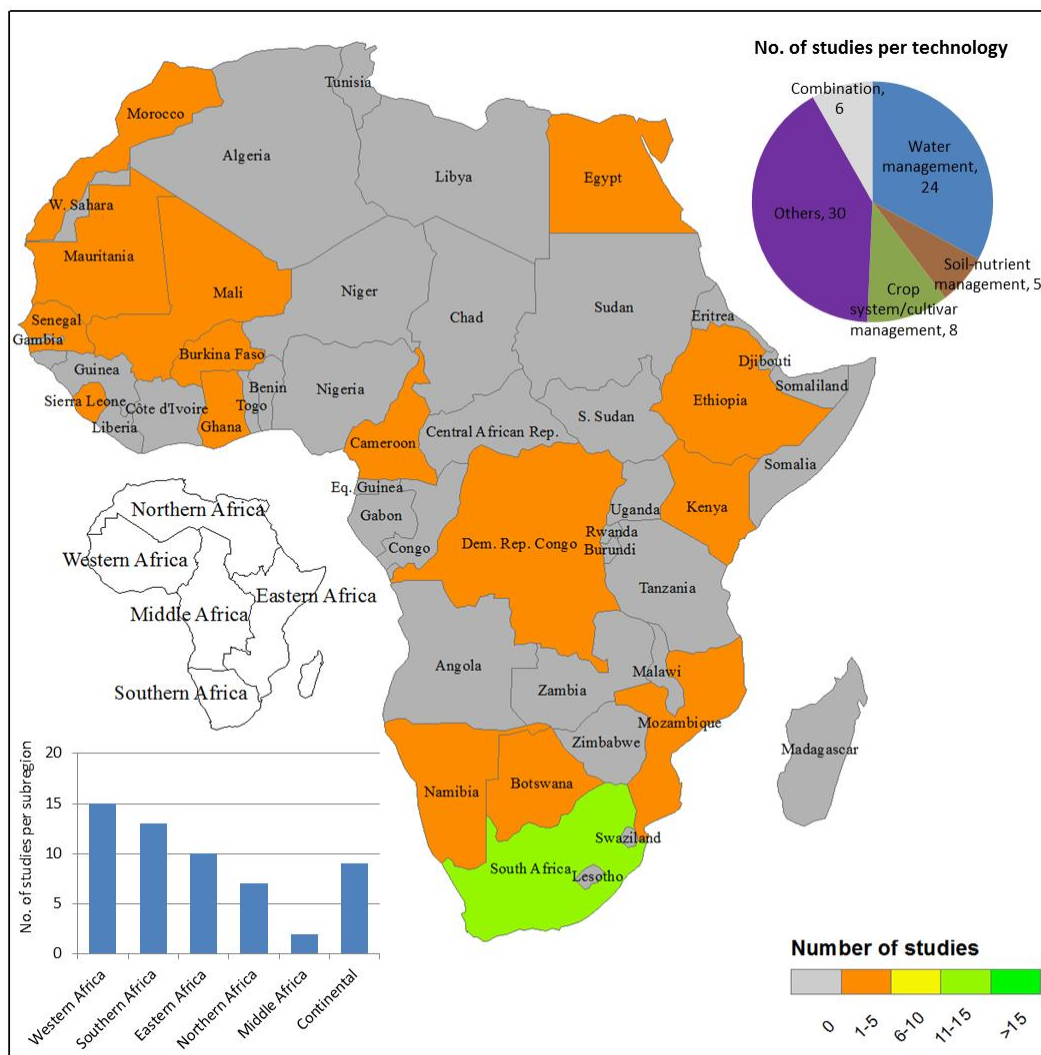 No. of studies per technology
Combination,
6
Water
management,
24
Others, 30
Soil-nutrient
management, 5
Crop
system/cultivar
management, 8
Tunisia
Morocco
Algeria
Libya
Egypt
W. Sahara
Mauritania
Mali
Niger
Chad
Sudan
Eritrea
Senegal
Gambia
Burkina Faso
Guinea
Djibouti
Somaliland
Benin
Nigeria
Sierra Leone
Côte d'Ivoire
Togo
Ghana
Liberia
Ethiopia
S. Sudan
Central African Rep.
Cameroon
Somalia
Eq. Guinea
Gabon
Uganda
Kenya
Rwanda
Burundi
Congo
Dem. Rep. Congo
Tanzania
Angola
Malawi
Zambia
Mozambique
Zimbabwe
Madagascar
Namibia
Botswana
Swaziland
South Africa
Lesotho
Northern Africa
Western Africa
Eastern Africa
Middle Africa
Southern Africa
No. of studies per subregion
20
15
10
5
0
Western Africa
Southern Africa
Eastern Africa
Northern Africa
Middle Africa
Continental
Number of studies
0
1-5
6-10
11-15
>15